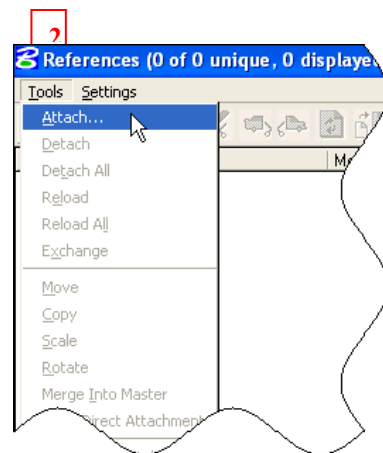 2
References (0 of 0 unique, 0 displaye
Tools Settings
Attach...
Detach
Detach All
Reload
Reload All
Exchange
Move
Copy
Scale
Rotate
Merge Into Master
Direct Attachment